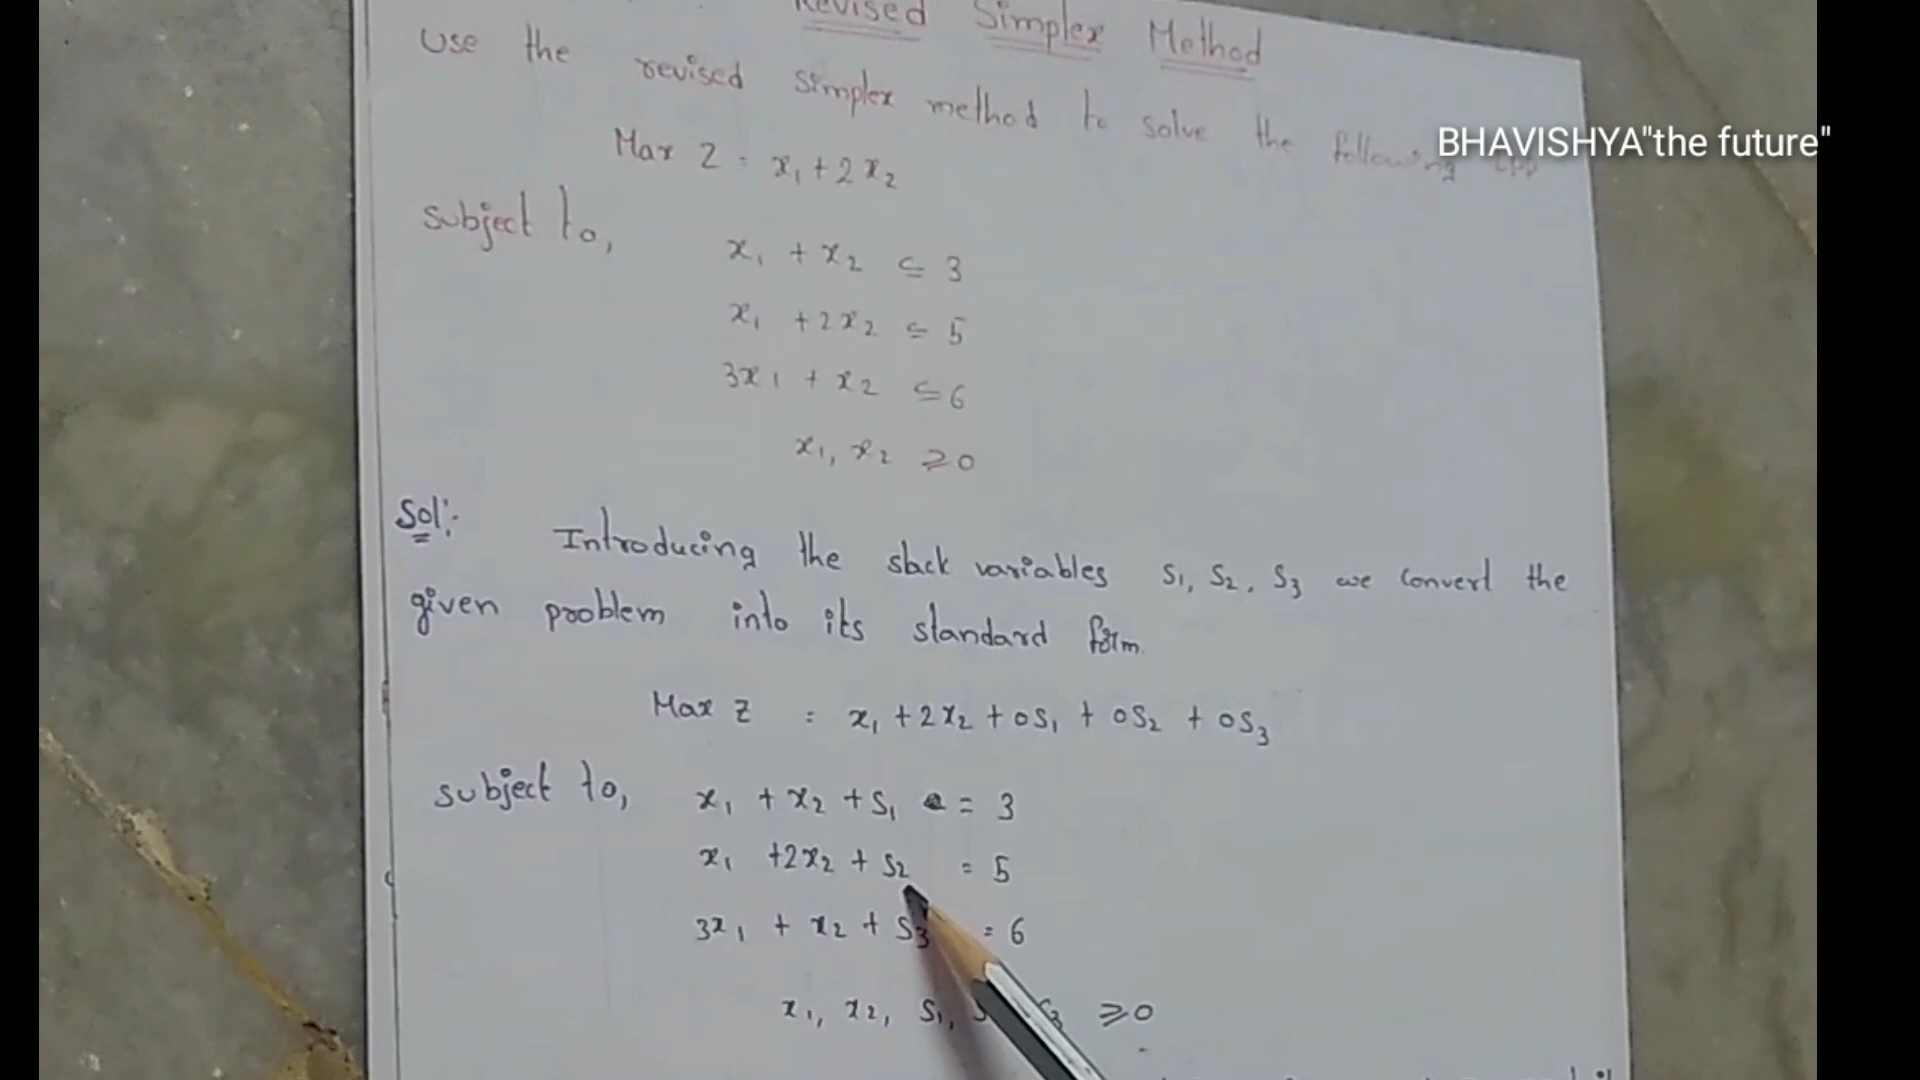 Revised Simplex Method
Use the revised simplex method to solve the following LPP
BHAVISHYA"the future"
Max Z = x₁ + 2x₂
subject to,
x₁ + x₂ ≤ 3
x₁ + 2x₂ ≤ 5
3x₁ + x₂ ≤ 6
x₁, x₂ ≥ 0
Sol:-
Introducing the slack variables S₁, S₂, S₃ we convert the
given problem into its standard form.
Max Z = x₁ + 2x₂ + 0S₁ + 0S₂ + 0S₃
subject to,
x₁ + x₂ + S₁ = 3
x₁ + 2x₂ + S₂ = 5
3x₁ + x₂ + S₃ = 6
x₁, x₂, S₁, S₃ ≥ 0